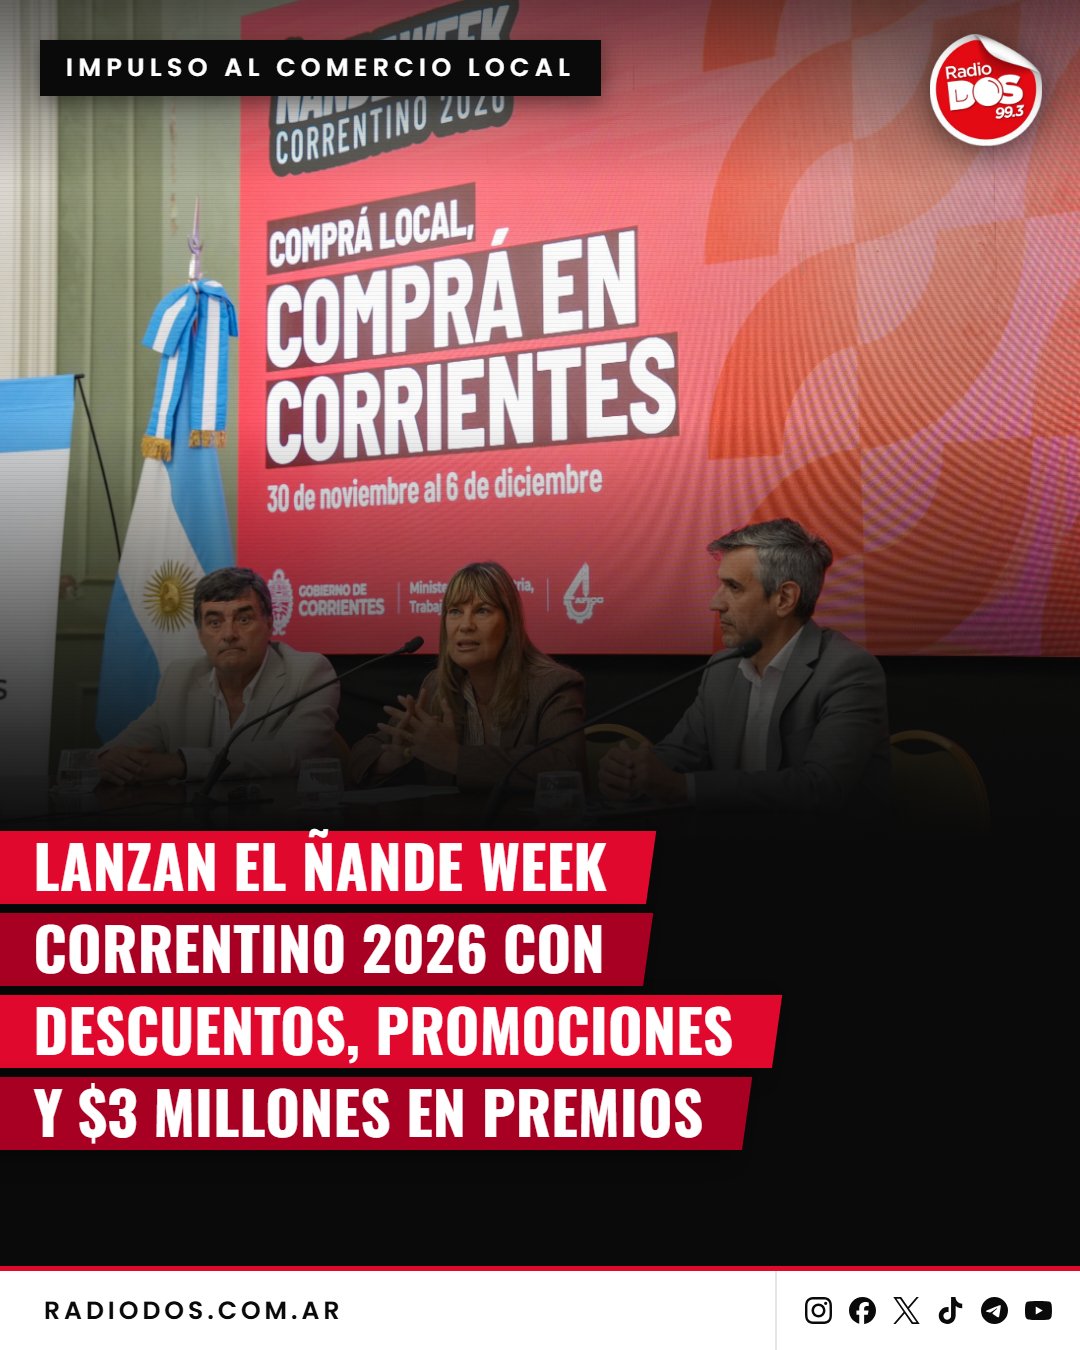 IMPULSO AL COMERCIO LOCAL
Radio
DOS
99.3
ÑANDE WEEK
CORRENTINO 2026
COMPRÁ LOCAL,
COMPRÁ EN
CORRIENTES
30 de noviembre al 6 de diciembre
GOBIERNO DE
CORRIENTES
LANZAN EL ÑANDE WEEK
CORRENTINO 2026 CON
DESCUENTOS, PROMOCIONES
Y $3 MILLONES EN PREMIOS
RADIODOS.COM.AR